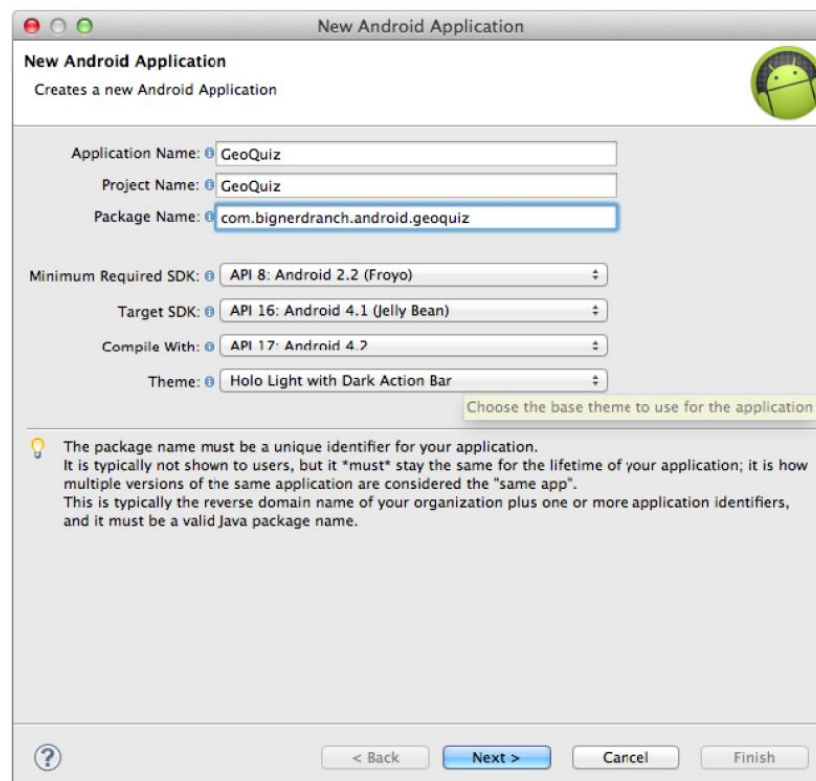 New Android Application
New Android Application
Creates a new Android Application
Application Name: GeoQuiz
Project Name: GeoQuiz
Package Name: com.bignerdranch.android.geoquiz
Minimum Required SDK: API 8: Android 2.2 (Froyo)
Target SDK: API 16: Android 4.1 (Jelly Bean)
Compile With: API 17: Android 4.2
Theme: Holo Light with Dark Action Bar
Choose the base theme to use for the application
The package name must be a unique identifier for your application.
It is typically not shown to users, but it *must* stay the same for the lifetime of your application; it is how
multiple versions of the same application are considered the "same app".
This is typically the reverse domain name of your organization plus one or more application identifiers,
and it must be a valid Java package name.
? < Back Next > Cancel Finish